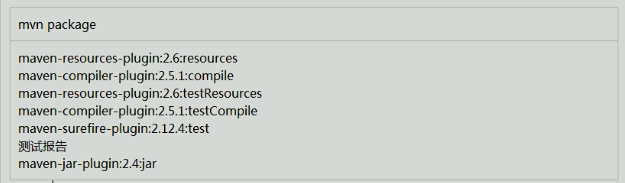 mvn package
maven-resources-plugin:2.6:resources
maven-compiler-plugin:2.5.1:compile
maven-resources-plugin:2.6:testResources
maven-compiler-plugin:2.5.1:testCompile
maven-surefire-plugin:2.12.4:test
测试报告
maven-jar-plugin:2.4:jar